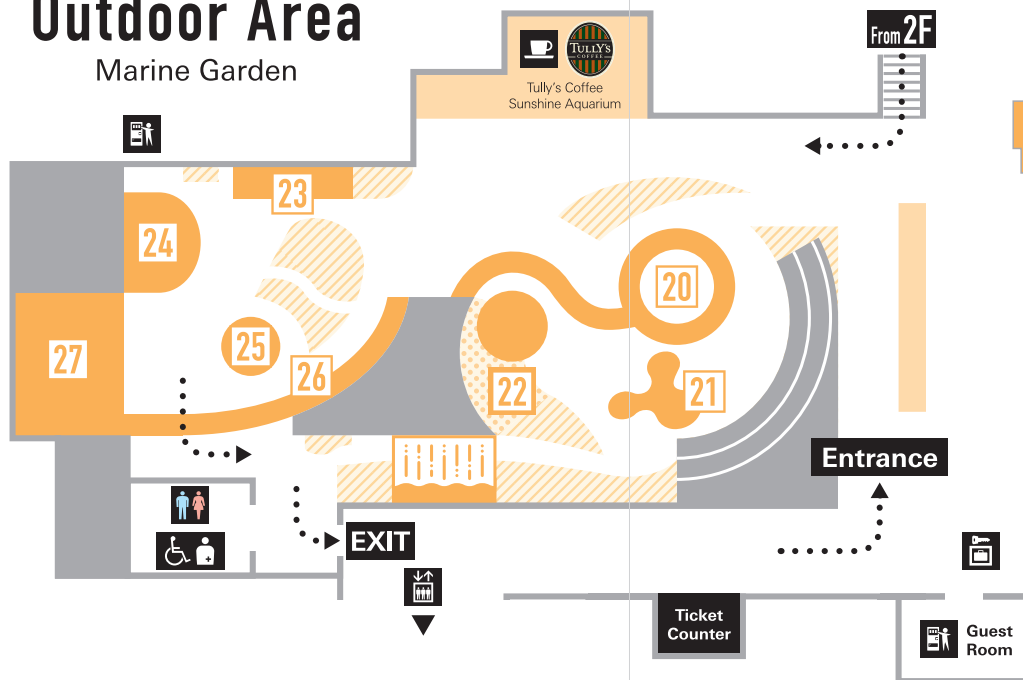 Outdoor Area
Marine Garden
From 2F
TULLY'S
COFFEE
Tully's Coffee
Sunshine Aquarium
23
24
20
25
27
26
22
21
Entrance
EXIT
Ticket
Counter
Guest
Room